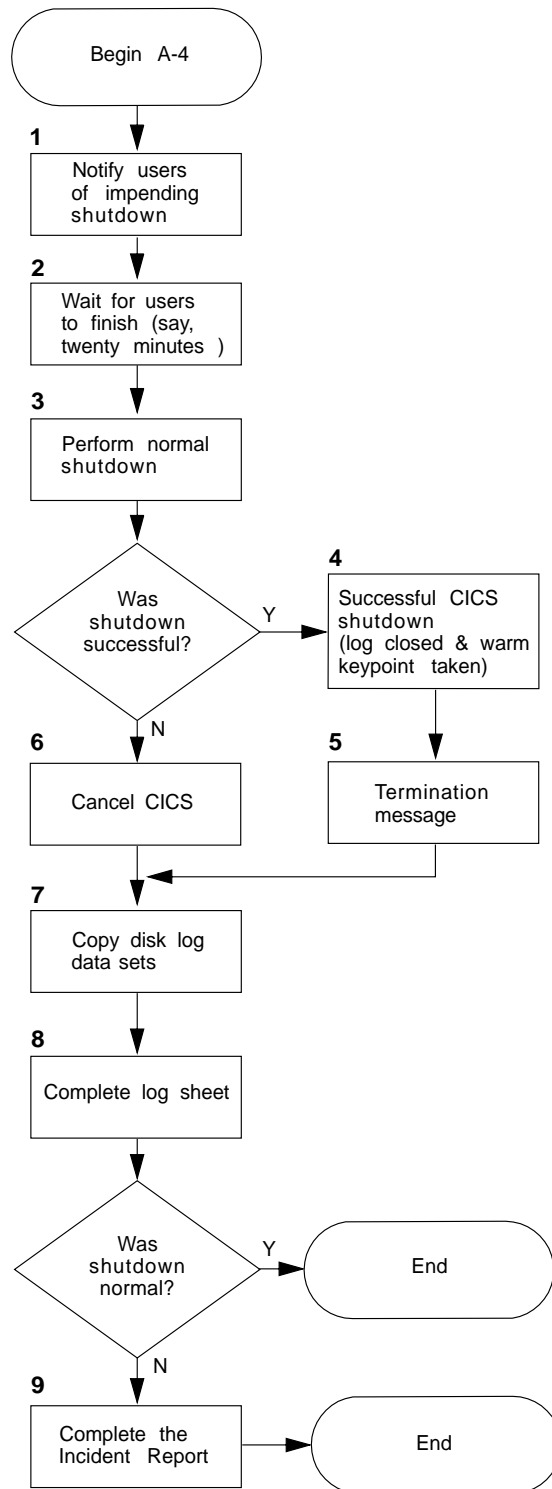 Begin A-4
1
Notify users
of impending
shutdown
2
Wait for users
to finish (say,
twenty minutes )
3
Perform normal
shutdown
Was
shutdown
successful?
Y
N
4
Successful CICS
shutdown
(log closed & warm
keypoint taken)
5
Termination
message
6
Cancel CICS
7
Copy disk log
data sets
8
Complete log sheet
Was
shutdown
normal?
Y
End
N
9
Complete the
Incident Report
End